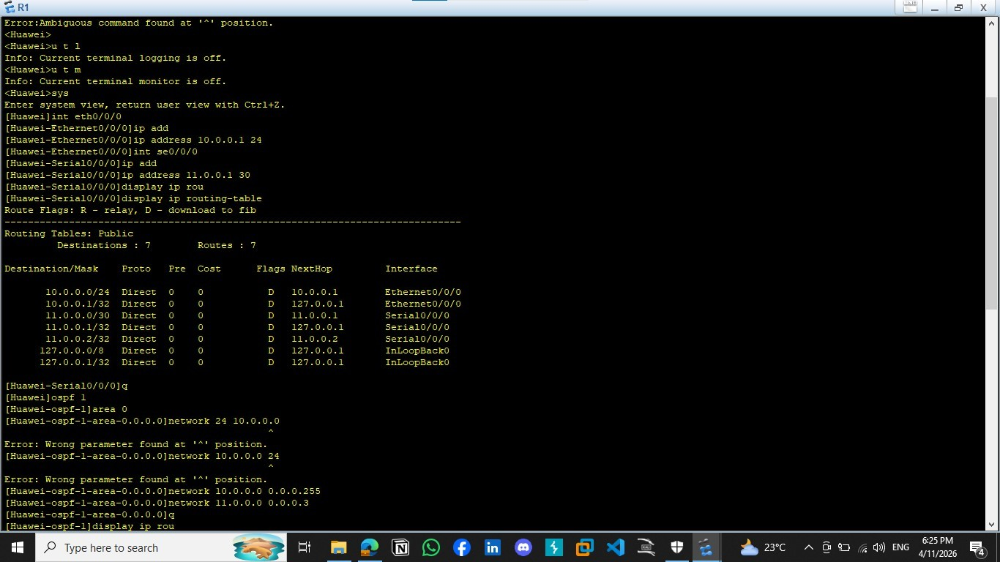 R1
Error:Ambiguous command found at '^' position.
<Huawei>
<Huawei>u t l
Info: Current terminal logging is off.
<Huawei>u t m
Info: Current terminal monitor is off.
<Huawei>sys
Enter system view, return user view with Ctrl+Z.
[Huawei]int eth0/0/0
[Huawei-Ethernet0/0/0]ip add
[Huawei-Ethernet0/0/0]ip address 10.0.0.1 24
[Huawei-Ethernet0/0/0]int se0/0/0
[Huawei-Serial0/0/0]ip add
[Huawei-Serial0/0/0]ip address 11.0.0.1 30
[Huawei-Serial0/0/0]display ip rou
[Huawei-Serial0/0/0]display ip routing-table
Route Flags: R - relay, D - download to fib
------------------------------------------------------------------------------
Routing Tables: Public
         Destinations : 7        Routes : 7
Destination/Mask    Proto   Pre  Cost      Flags NextHop         Interface
       10.0.0.0/24  Direct  0    0           D   10.0.0.1        Ethernet0/0/0
       10.0.0.1/32  Direct  0    0           D   127.0.0.1       Ethernet0/0/0
       11.0.0.0/30  Direct  0    0           D   11.0.0.1        Serial0/0/0
       11.0.0.1/32  Direct  0    0           D   127.0.0.1       Serial0/0/0
       11.0.0.2/32  Direct  0    0           D   11.0.0.2        Serial0/0/0
      127.0.0.0/8   Direct  0    0           D   127.0.0.1       InLoopBack0
      127.0.0.1/32  Direct  0    0           D   127.0.0.1       InLoopBack0
[Huawei-Serial0/0/0]q
[Huawei]ospf 1
[Huawei-ospf-1]area 0
[Huawei-ospf-1-area-0.0.0.0]network 24 10.0.0.0
^
Error: Wrong parameter found at '^' position.
[Huawei-ospf-1-area-0.0.0.0]network 10.0.0.0 24
^
Error: Wrong parameter found at '^' position.
[Huawei-ospf-1-area-0.0.0.0]network 10.0.0.0 0.0.0.255
[Huawei-ospf-1-area-0.0.0.0]network 11.0.0.0 0.0.0.3
[Huawei-ospf-1-area-0.0.0.0]q
[Huawei-ospf-1]display ip rou
Type here to search
23°C
ENG
6:25 PM
4/11/2026
4